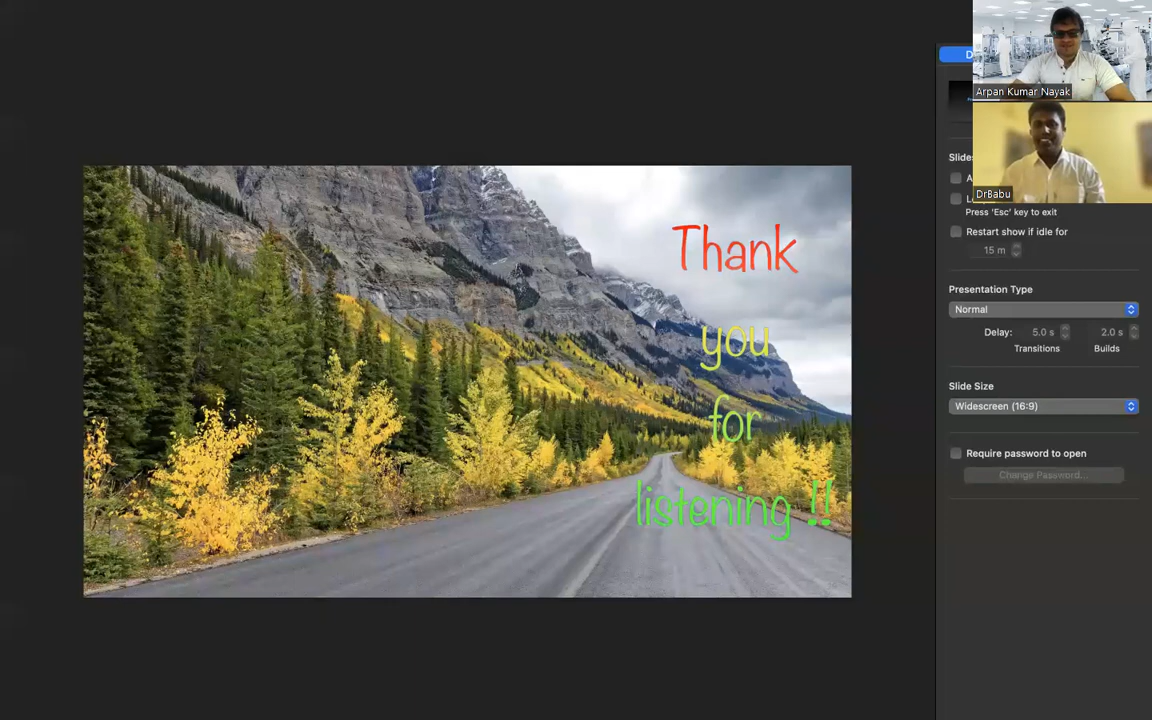 Arpan Kumar Nayak
DrBabu
Thank
you
for
listening !!
Press 'Esc' key to exit
Restart show if idle for
15 m
Presentation Type
Normal
Delay: 5.0 s 2.0 s
Transitions Builds
Slide Size
Widescreen (16:9)
Require password to open
Change Password...